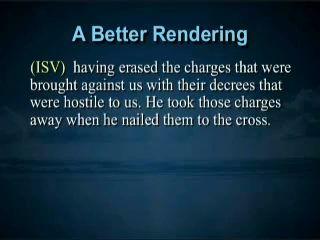 A Better Rendering
(ISV) having erased the charges that were
brought against us with their decrees that
were hostile to us. He took those charges
away when he nailed them to the cross.